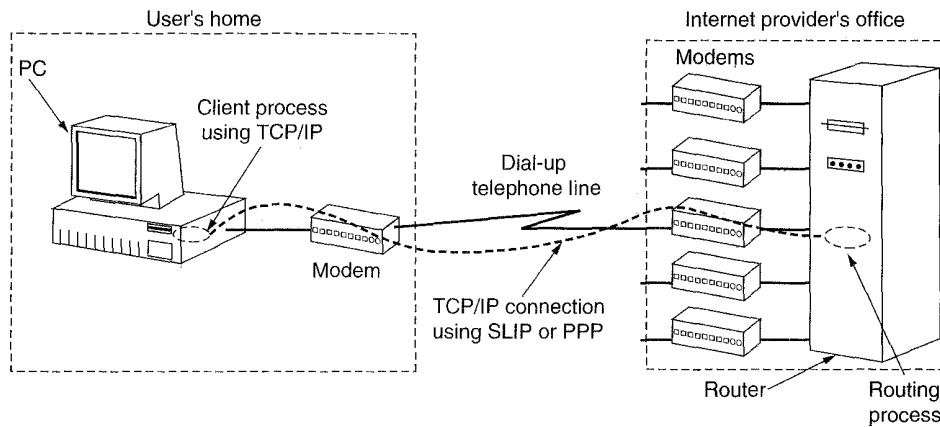 User's home
Internet provider's office
PC
Client process
using TCP/IP
Modem
Dial-up
telephone line
TCP/IP connection
using SLIP or PPP
Modems
Router
Routing
process